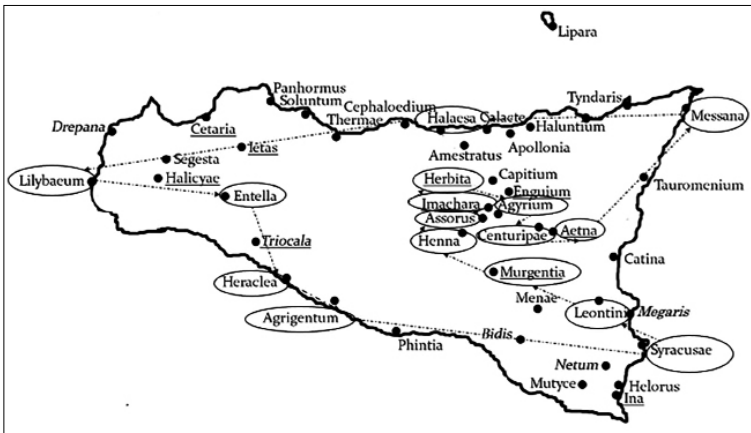 Lipara
Panhormus
Soluntum
Tyndaris
Cephaloedium
Halaesa
Calacte
Messana
Drepana
Cetaria
Thermae
Haluntium
Apollonia
Ietas
Amestratus
Segesta
Lilybaeum
Halicyae
Herbita
Capitium
Tauromenium
Entella
Enguium
Imachara
Agyrium
Assorus
Henna
Centuripae
Aetna
Triocala
Catina
Heraclea
Murgentia
Menae
Leontini
Megaris
Agrigentum
Phintia
Bidis
Syracusae
Netum
Mutyce
Helorus
Ina